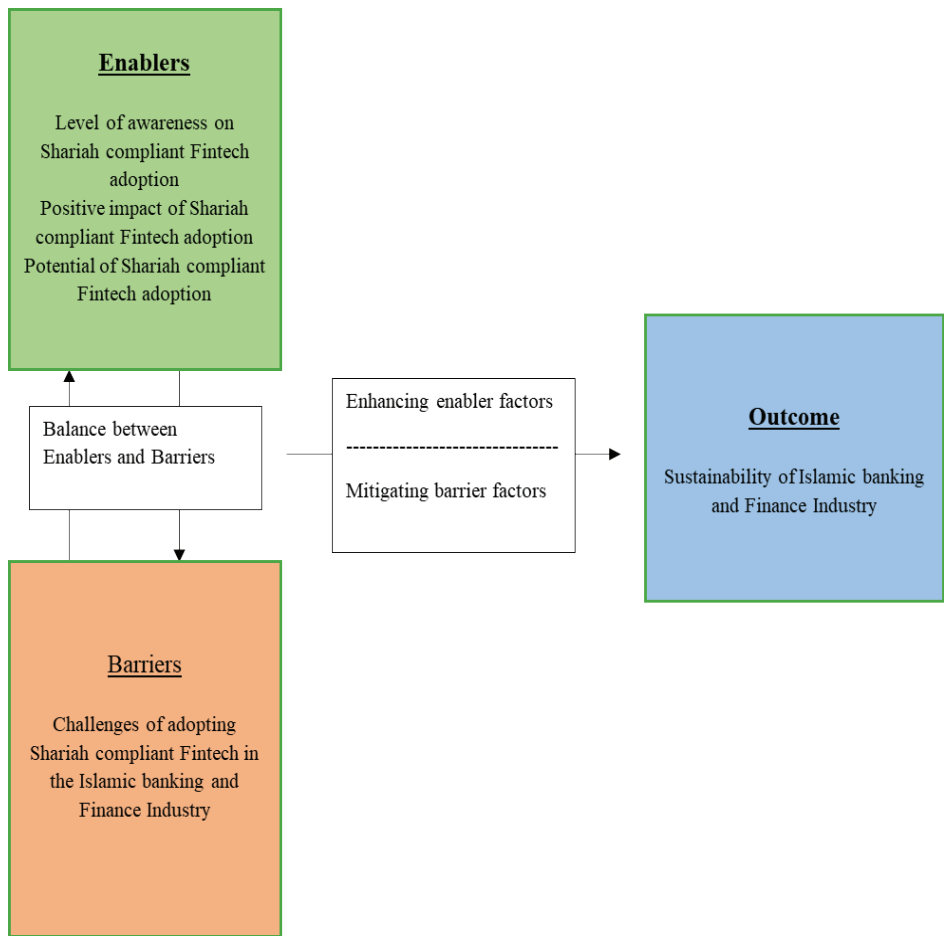 Enablers
Level of awareness on
Shariah compliant Fintech
adoption
Positive impact of Shariah
compliant Fintech adoption
Potential of Shariah compliant
Fintech adoption
Balance between
Enablers and Barriers
Enhancing enabler factors
--------------------------------
Mitigating barrier factors
Outcome
Sustainability of Islamic banking
and Finance Industry
Barriers
Challenges of adopting
Shariah compliant Fintech in
the Islamic banking and
Finance Industry